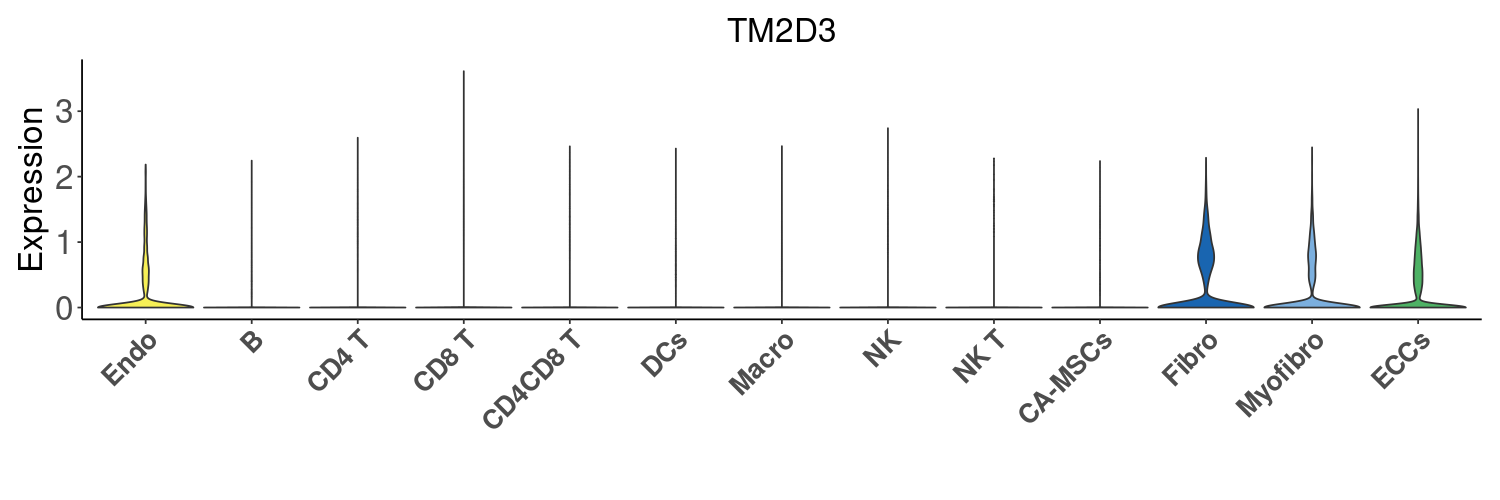 TM2D3
Expression
3
2
1
0
Endo
B
CD4 T
CD8 T
CD4CD8 T
DCs
Macro
NK
NK T
CA-MSCs
Fibro
Myofibro
ECCs